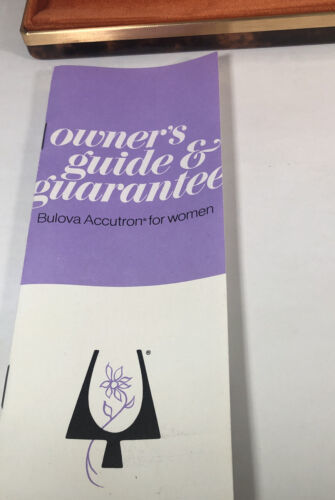 owner's
guide &
guarantee
Bulova Accutron® for women
®